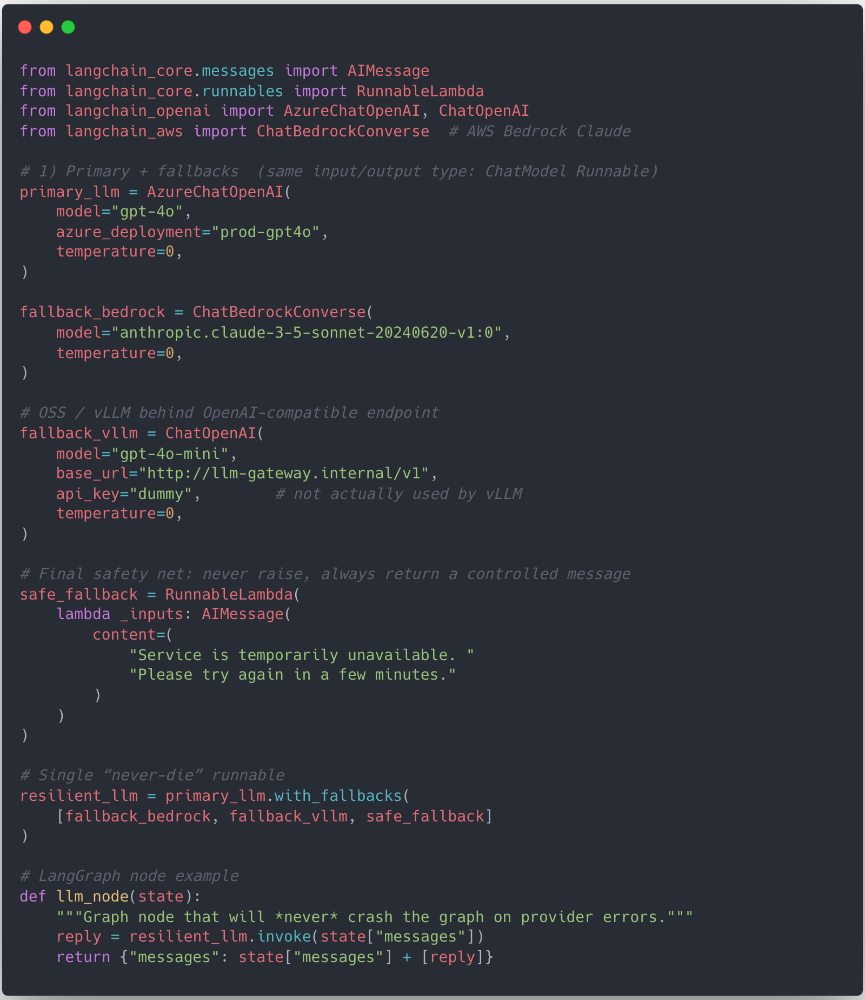 from langchain_core.messages import AIMessage
from langchain_core.runnables import RunnableLambda
from langchain_openai import AzureChatOpenAI, ChatOpenAI
from langchain_aws import ChatBedrockConverse  # AWS Bedrock Claude

# 1) Primary + fallbacks  (same input/output type: ChatModel Runnable)
primary_llm = AzureChatOpenAI(
    model="gpt-4o",
    azure_deployment="prod-gpt4o",
    temperature=0,
)

fallback_bedrock = ChatBedrockConverse(
    model="anthropic.claude-3-5-sonnet-20240620-v1:0",
    temperature=0,
)

# OSS / vLLM behind OpenAI-compatible endpoint
fallback_vllm = ChatOpenAI(
    model="gpt-4o-mini",
    base_url="http://llm-gateway.internal/v1",
    api_key="dummy",        # not actually used by vLLM
    temperature=0,
)

# Final safety net: never raise, always return a controlled message
safe_fallback = RunnableLambda(
    lambda _inputs: AIMessage(
        content=(
            "Service is temporarily unavailable. "
            "Please try again in a few minutes."
        )
    )
)

# Single “never-die” runnable
resilient_llm = primary_llm.with_fallbacks(
    [fallback_bedrock, fallback_vllm, safe_fallback]
)

# LangGraph node example
def llm_node(state):
    """Graph node that will *never* crash the graph on provider errors."""
    reply = resilient_llm.invoke(state["messages"])
    return {"messages": state["messages"] + [reply]}